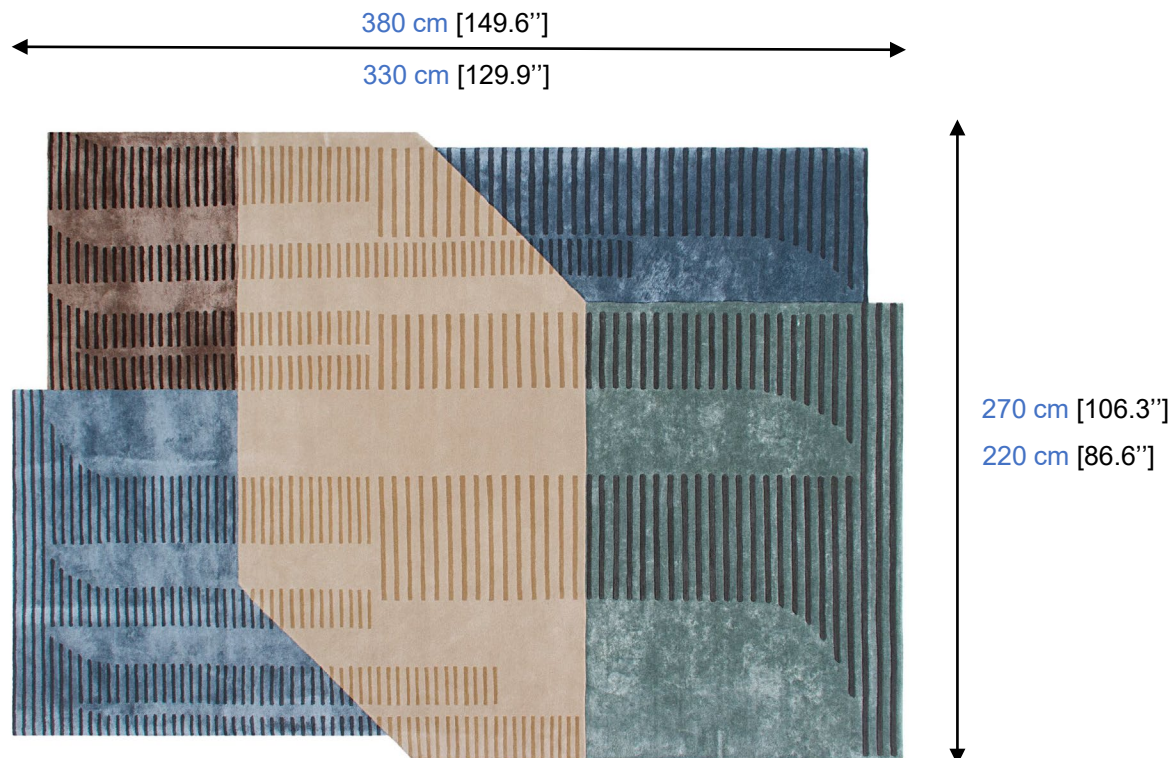 380 cm [149.6’’]
330 cm [129.9’’]
270 cm [106.3’’]
220 cm [86.6’’]